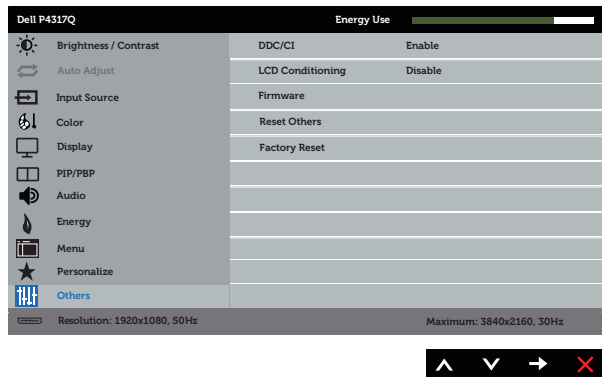 Dell P4317Q Energy Use
Brightness / Contrast DDC/CI Enable
Auto Adjust LCD Conditioning Disable
Input Source Firmware
Color Reset Others
Display Factory Reset
PIP/PBP
Audio
Energy
Menu
Personalize
Others
Resolution: 1920x1080, 50Hz Maximum: 3840x2160, 30Hz